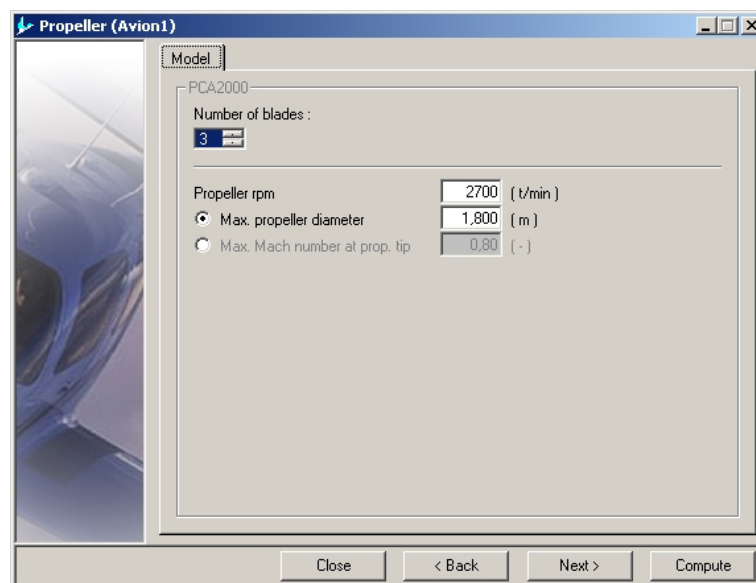 Propeller (Avion1)
Model
PCA2000
Number of blades :
3
Propeller rpm 2700 ( t/min )
Max. propeller diameter 1,800 ( m )
Max. Mach number at prop. tip 0,80 ( - )
Close < Back Next > Compute